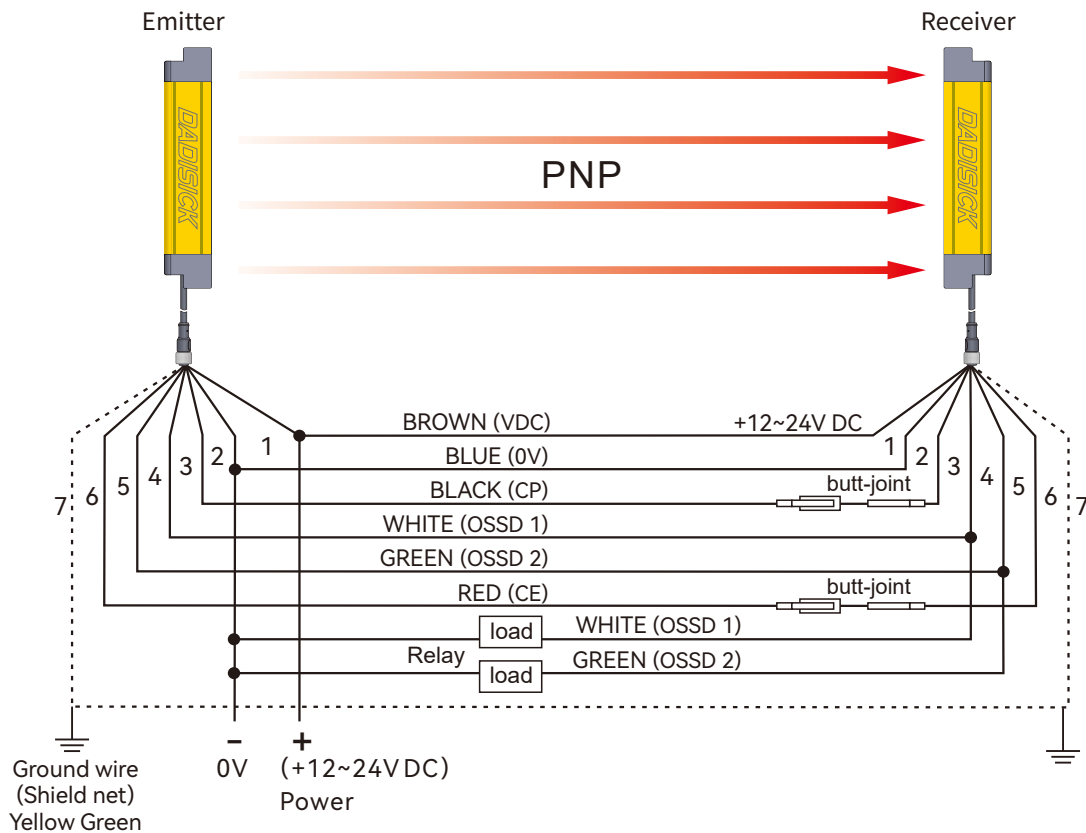 Emitter
Receiver
DADISICK
DADISICK
PNP
BROWN (VDC)
+12~24V DC
1
1
BLUE (0V)
2
2
3
3
BLACK (CP)
butt-joint
4
4
5
5
6
6
7
7
WHITE (OSSD 1)
GREEN (OSSD 2)
RED (CE)
butt-joint
load
WHITE (OSSD 1)
Relay
load
GREEN (OSSD 2)
- +
Ground wire
(Shield net)
Yellow Green
0V
(+12~24V DC)
Power